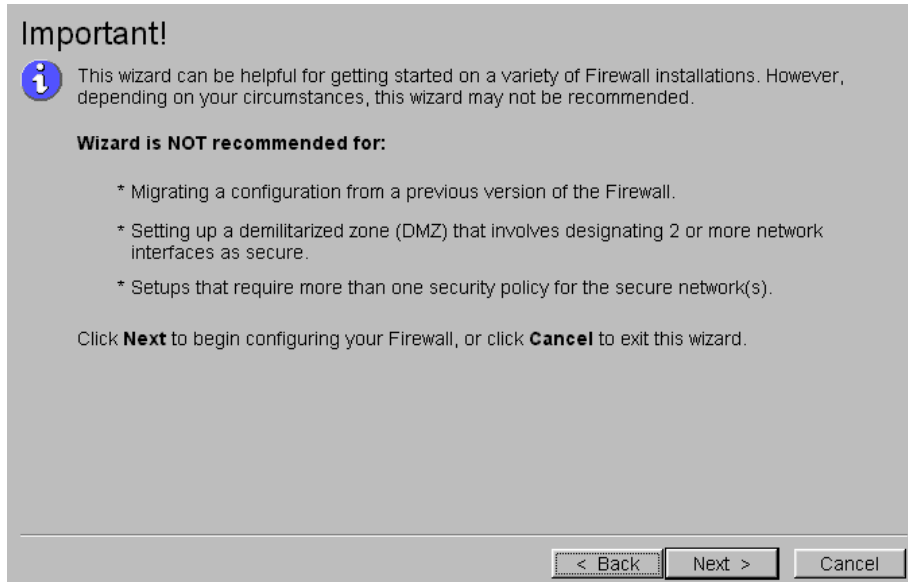 Important!
This wizard can be helpful for getting started on a variety of Firewall installations. However,
depending on your circumstances, this wizard may not be recommended.
Wizard is NOT recommended for:
* Migrating a configuration from a previous version of the Firewall.
* Setting up a demilitarized zone (DMZ) that involves designating 2 or more network
interfaces as secure.
* Setups that require more than one security policy for the secure network(s).
Click Next to begin configuring your Firewall, or click Cancel to exit this wizard.
< Back Next > Cancel